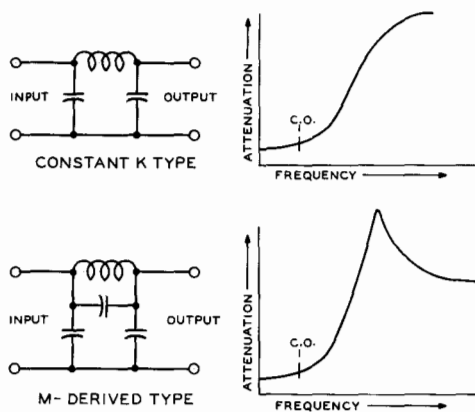 INPUT
OUTPUT
CONSTANT K TYPE
ATTENUATION
C.O.
FREQUENCY
INPUT
OUTPUT
M- DERIVED TYPE
ATTENUATION
C.O.
FREQUENCY